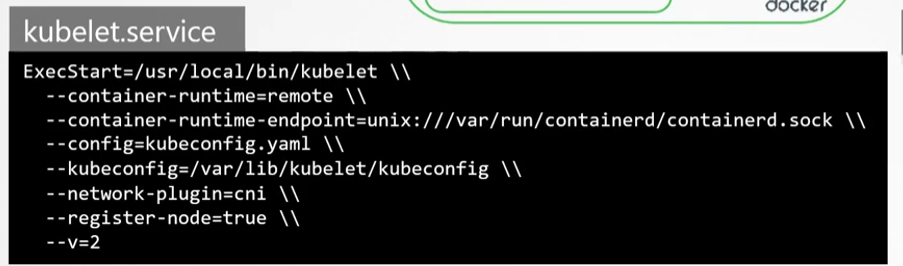 docker
kubelet.service
ExecStart=/usr/local/bin/kubelet \\
--container-runtime=remote \\
--container-runtime-endpoint=unix:///var/run/containerd/containerd.sock \\
--config=kubeconfig.yaml \\
--kubeconfig=/var/lib/kubelet/kubeconfig \\
--network-plugin=cni \\
--register-node=true \\
--v=2